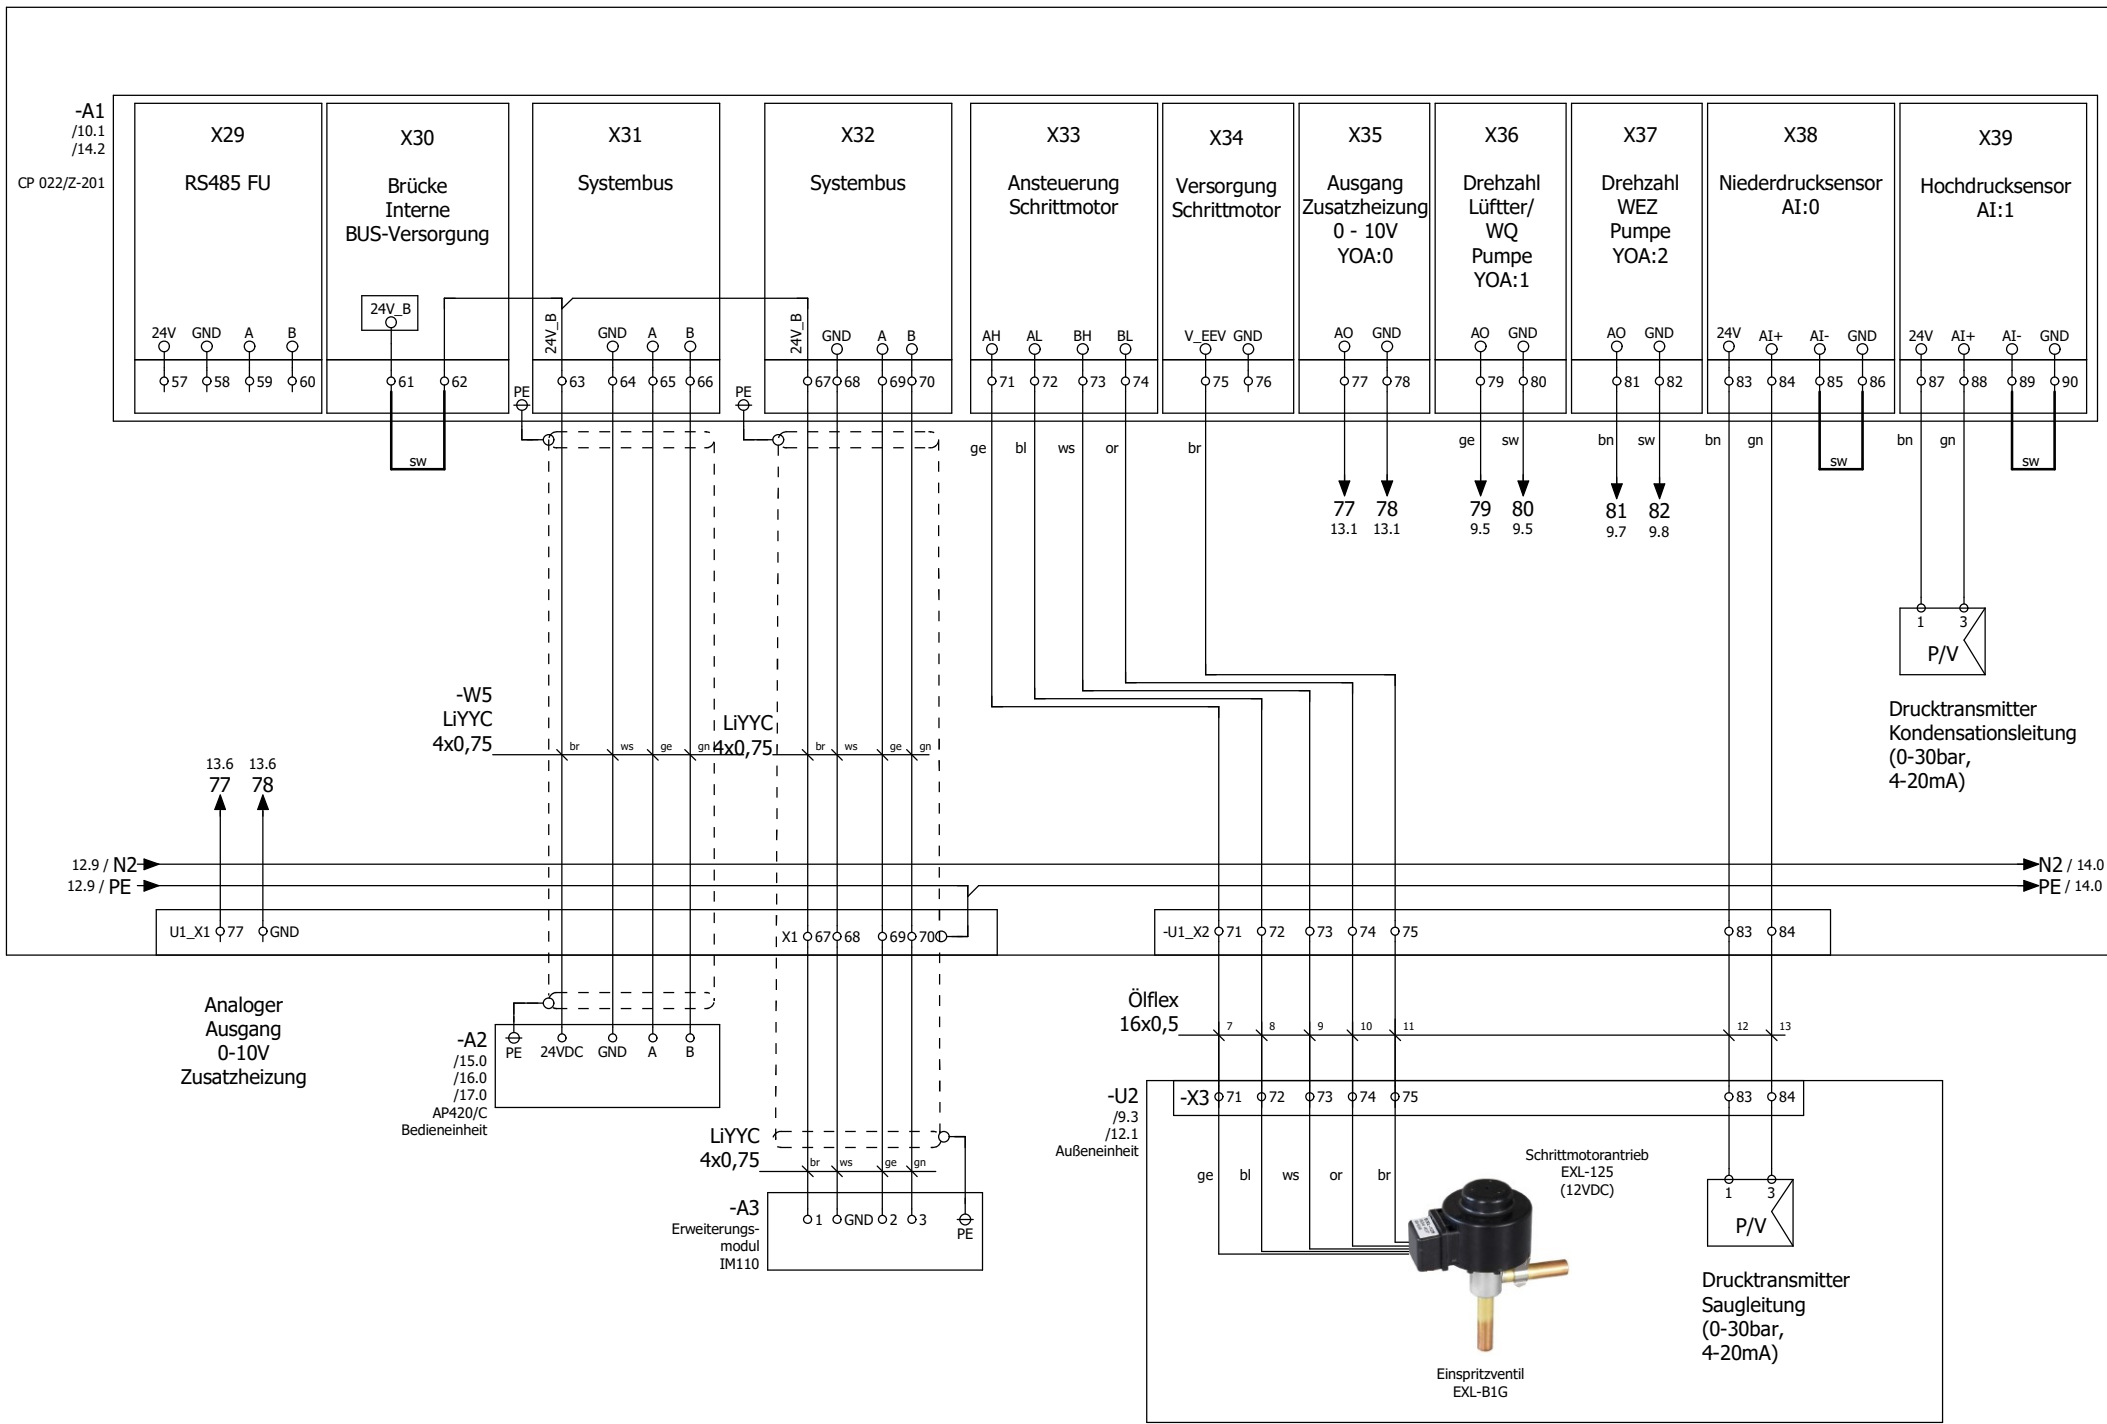 -A1
/10.1
/14.2
CP 022/Z-201
X29
RS485 FU
24V GND A B
57 58 59 60
X30
Brücke
Interne
BUS-Versorgung
24V_B
61 62
sw
X31
Systembus
24V_B GND A B
63 64 65 66
PE
X32
Systembus
24V_B GND A B
67 68 69 70
PE
X33
Ansteuerung
Schrittmotor
AH AL BH BL
71 72 73 74
ge bl ws or
X34
Versorgung
Schrittmotor
V_EEV GND
75 76
br
X35
Ausgang
Zusatzheizung
0 - 10V
YOA:0
AO GND
77 78
77 78
13.1 13.1
X36
Drehzahl
Lüftter/
WQ
Pumpe
YOA:1
AO GND
79 80
ge sw
79 80
9.5 9.5
X37
Drehzahl
WEZ
Pumpe
YOA:2
AO GND
81 82
bn sw
81 82
9.7 9.8
X38
Niederdrucksensor
AI:0
24V AI+ AI- GND
83 84 85 86
bn gn
sw
X39
Hochdrucksensor
AI:1
24V AI+ AI- GND
87 88 89 90
bn gn
sw
1 3
P/V
Drucktransmitter
Kondensationsleitung
(0-30bar,
4-20mA)
-W5
LiYYC
4x0,75
br ws ge gn
LiYYC
4x0,75
br ws ge gn
13.6 13.6
77 78
12.9 / N2
N2 / 14.0
12.9 / PE
PE / 14.0
U1_X1 77 GND
X1 67 68 69 70
-U1_X2 71 72 73 74 75 83 84
Analoger
Ausgang
0-10V
Zusatzheizung
-A2
/15.0
/16.0
/17.0
AP420/C
Bedieneinheit
PE 24VDC GND A B
LiYYC
4x0,75
br ws ge gn
-A3
Erweiterungs-
modul
IM110
1 GND 2 3 PE
Ölflex
16x0,5
7 8 9 10 11 12 13
-U2
/9.3
/12.1
Außeneinheit
-X3 71 72 73 74 75 83 84
ge bl ws or br
Schrittmotorantrieb
EXL-125
(12VDC)
Einspritzventil
EXL-B1G
1 3
P/V
Drucktransmitter
Saugleitung
(0-30bar,
4-20mA)